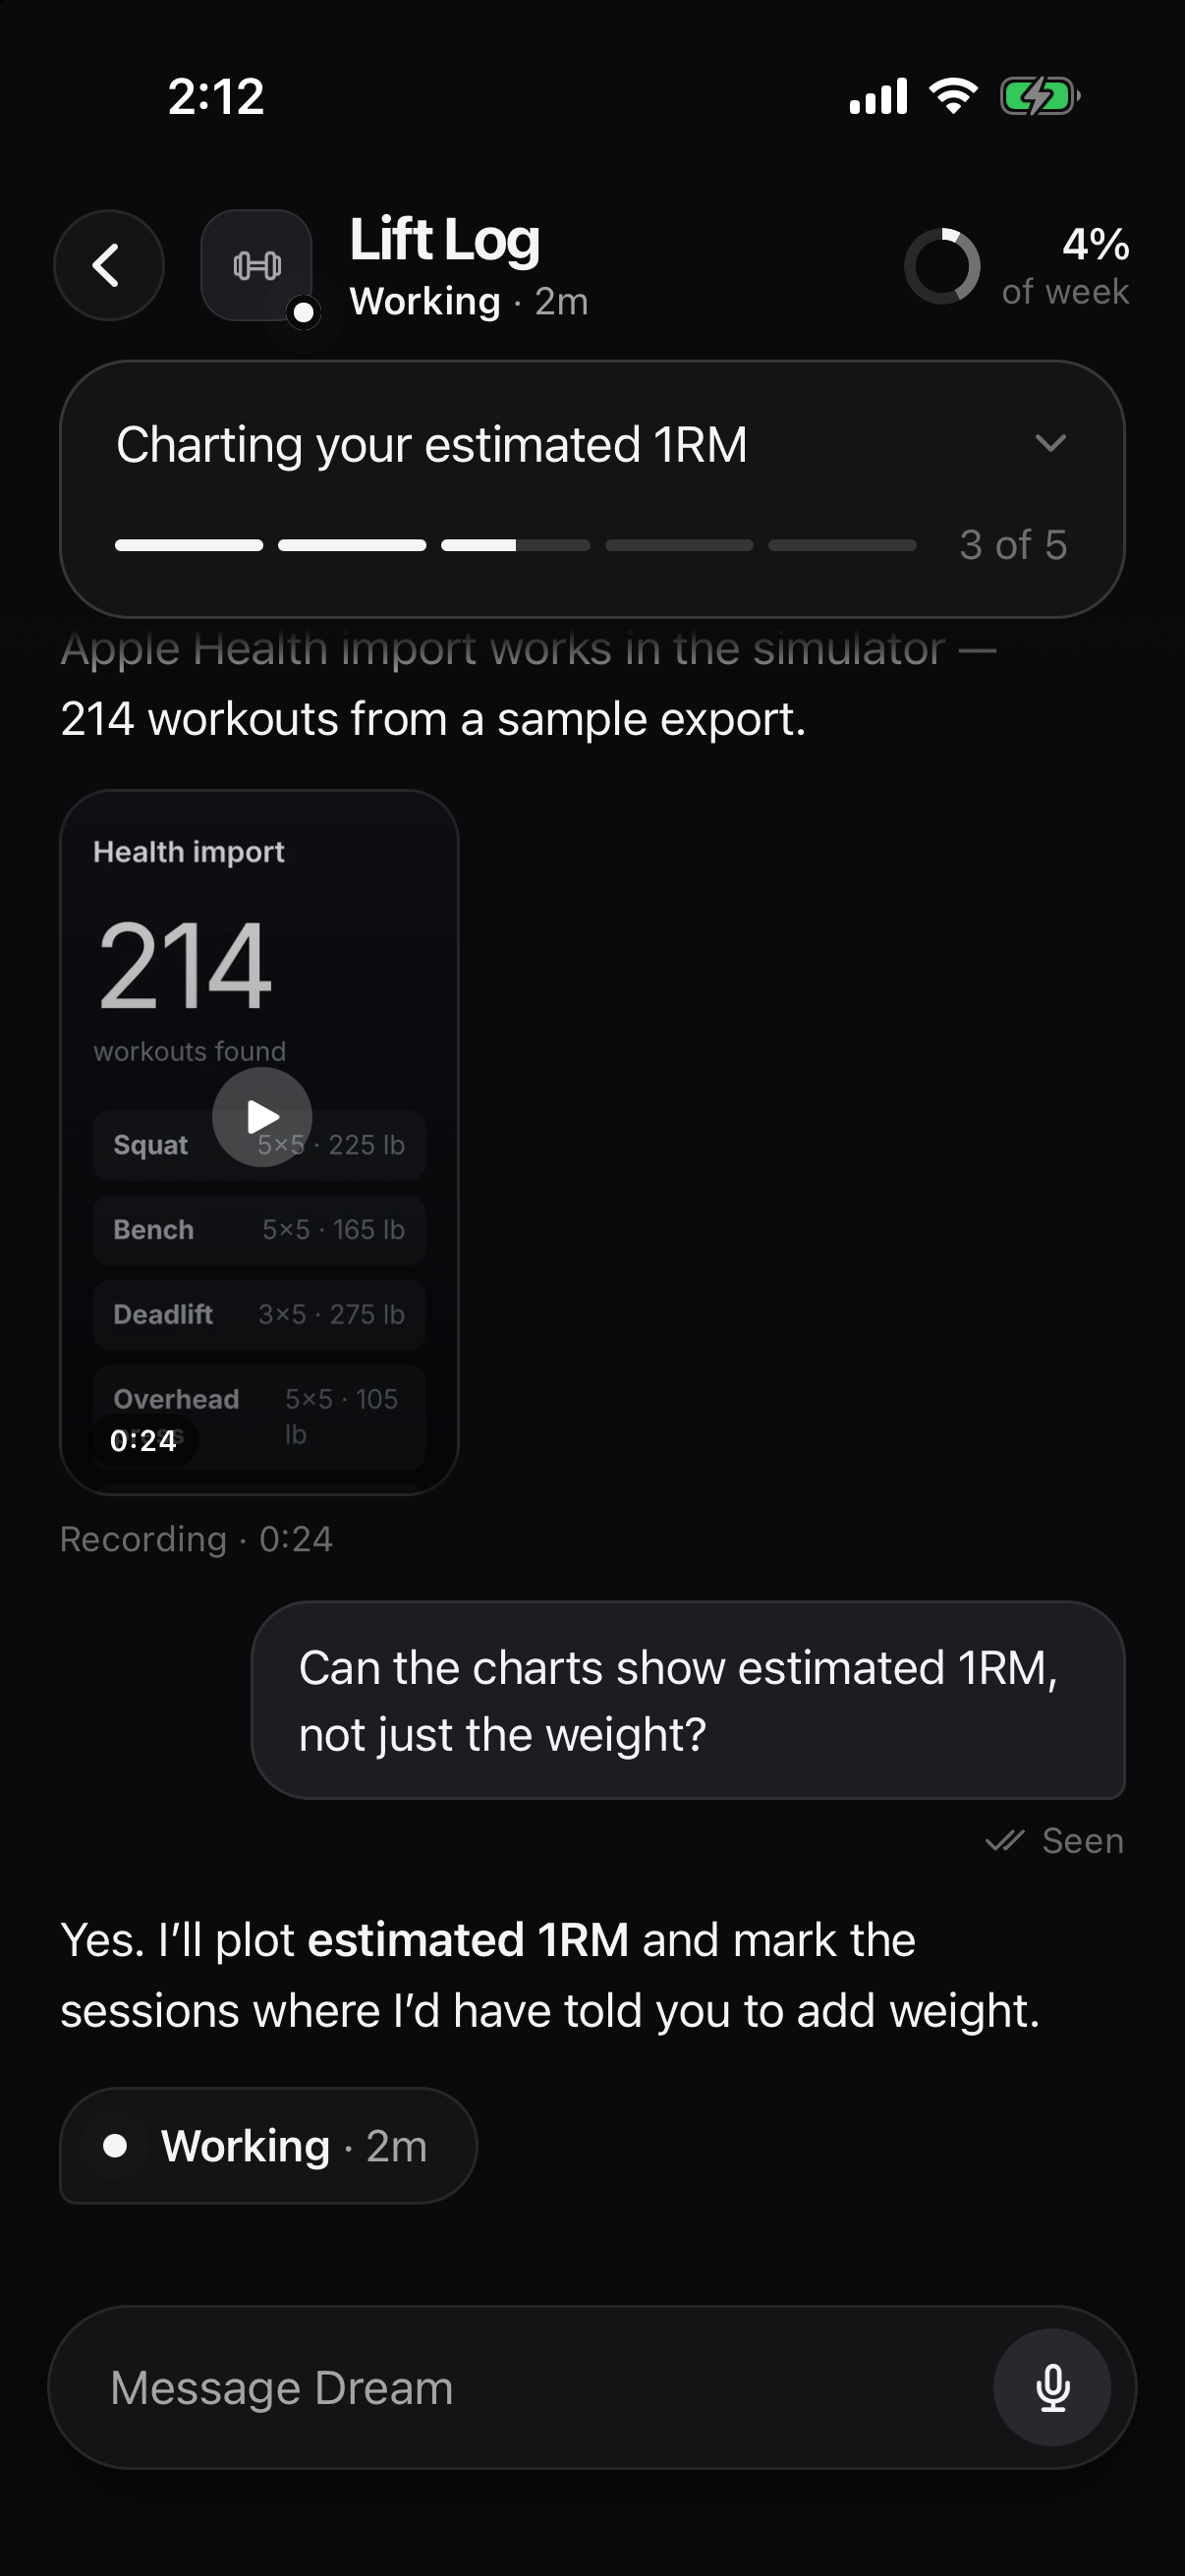 2:12
Lift Log
Working · 2m
4%
of week
Charting your estimated 1RM
3 of 5
Apple Health import works in the simulator —
214 workouts from a sample export.
Health import
214
workouts found
Squat 5×5 · 225 lb
Bench 5×5 · 165 lb
Deadlift 3×5 · 275 lb
Overhead 5×5 · 105
lb
0:24
Recording · 0:24
Can the charts show estimated 1RM,
not just the weight?
Seen
Yes. I’ll plot estimated 1RM and mark the
sessions where I’d have told you to add weight.
Working · 2m
Message Dream